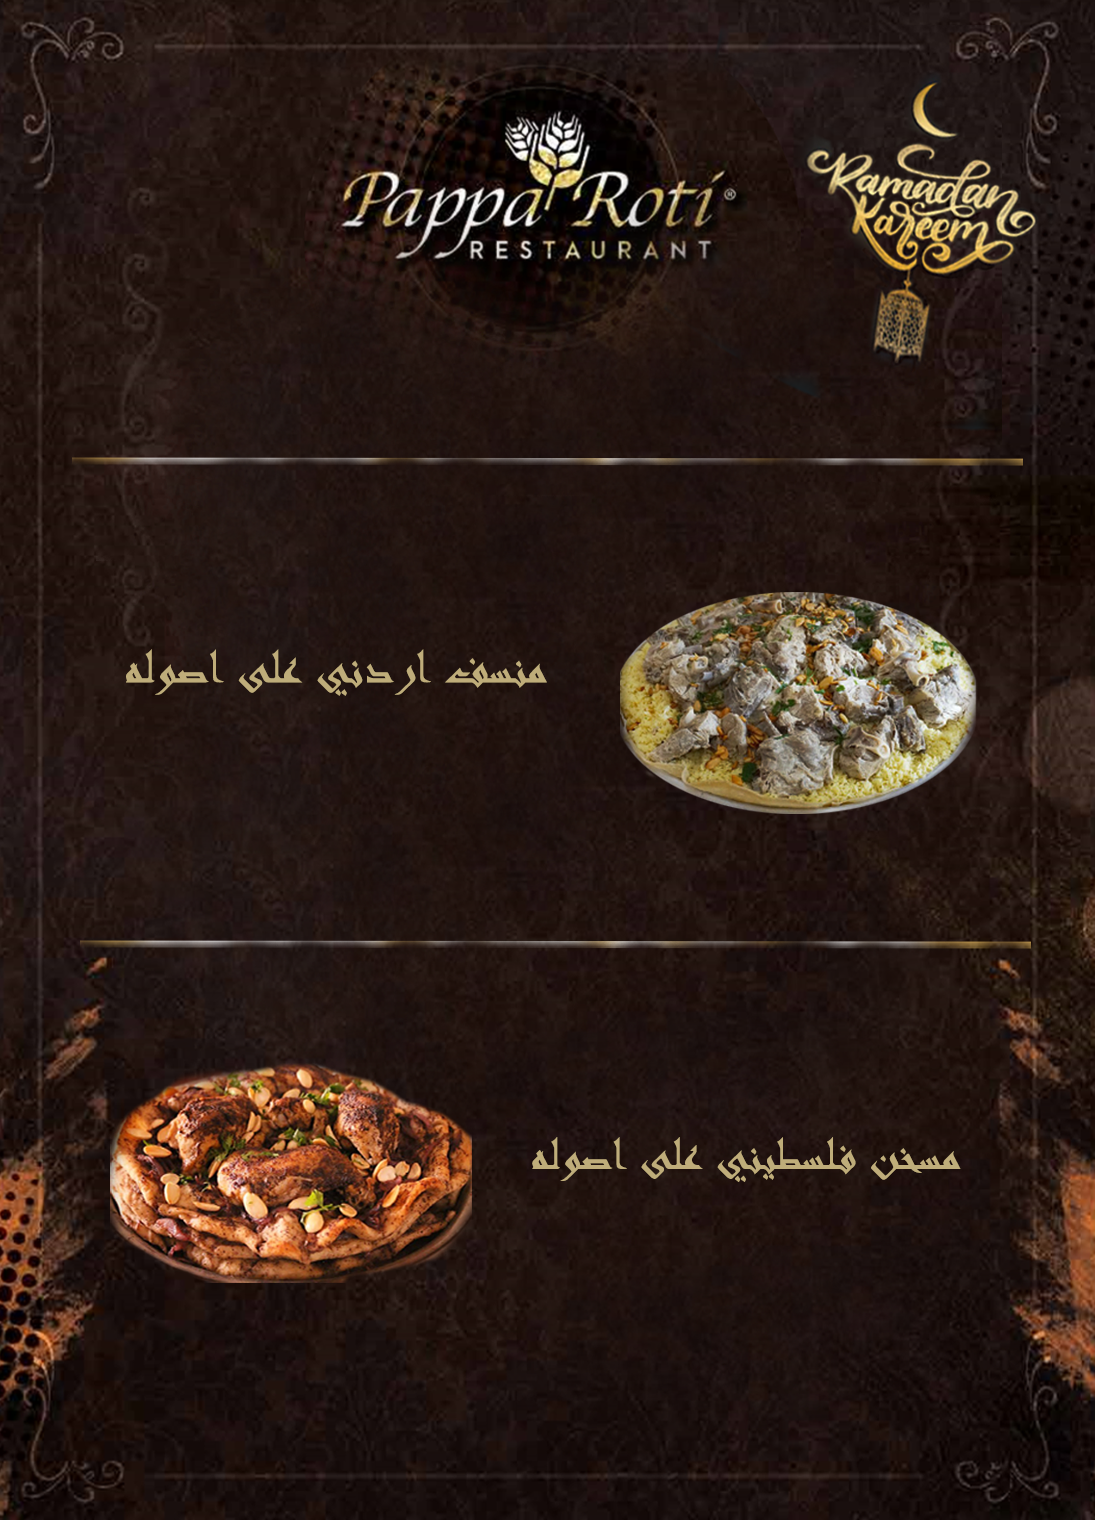 Pappa Roti®
RESTAURANT
Ramadan
Kareem
منسف اردني على اصوله
مسخن فلسطيني على اصوله